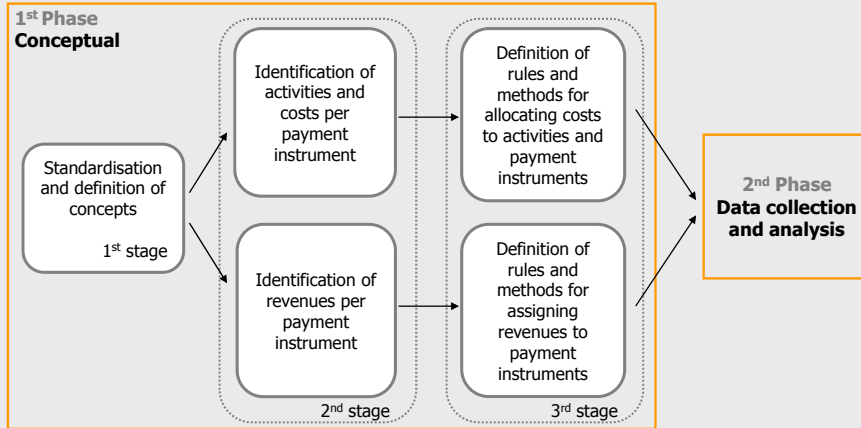 1st Phase
Conceptual
Standardisation
and definition of
concepts
1st stage
Identification of
activities and
costs per
payment
instrument
Identification of
revenues per
payment
instrument
2nd stage
Definition of
rules and
methods for
allocating costs
to activities and
payment
instruments
Definition of
rules and
methods for
assigning
revenues to
payment
instruments
3rd stage
2nd Phase
Data collection
and analysis